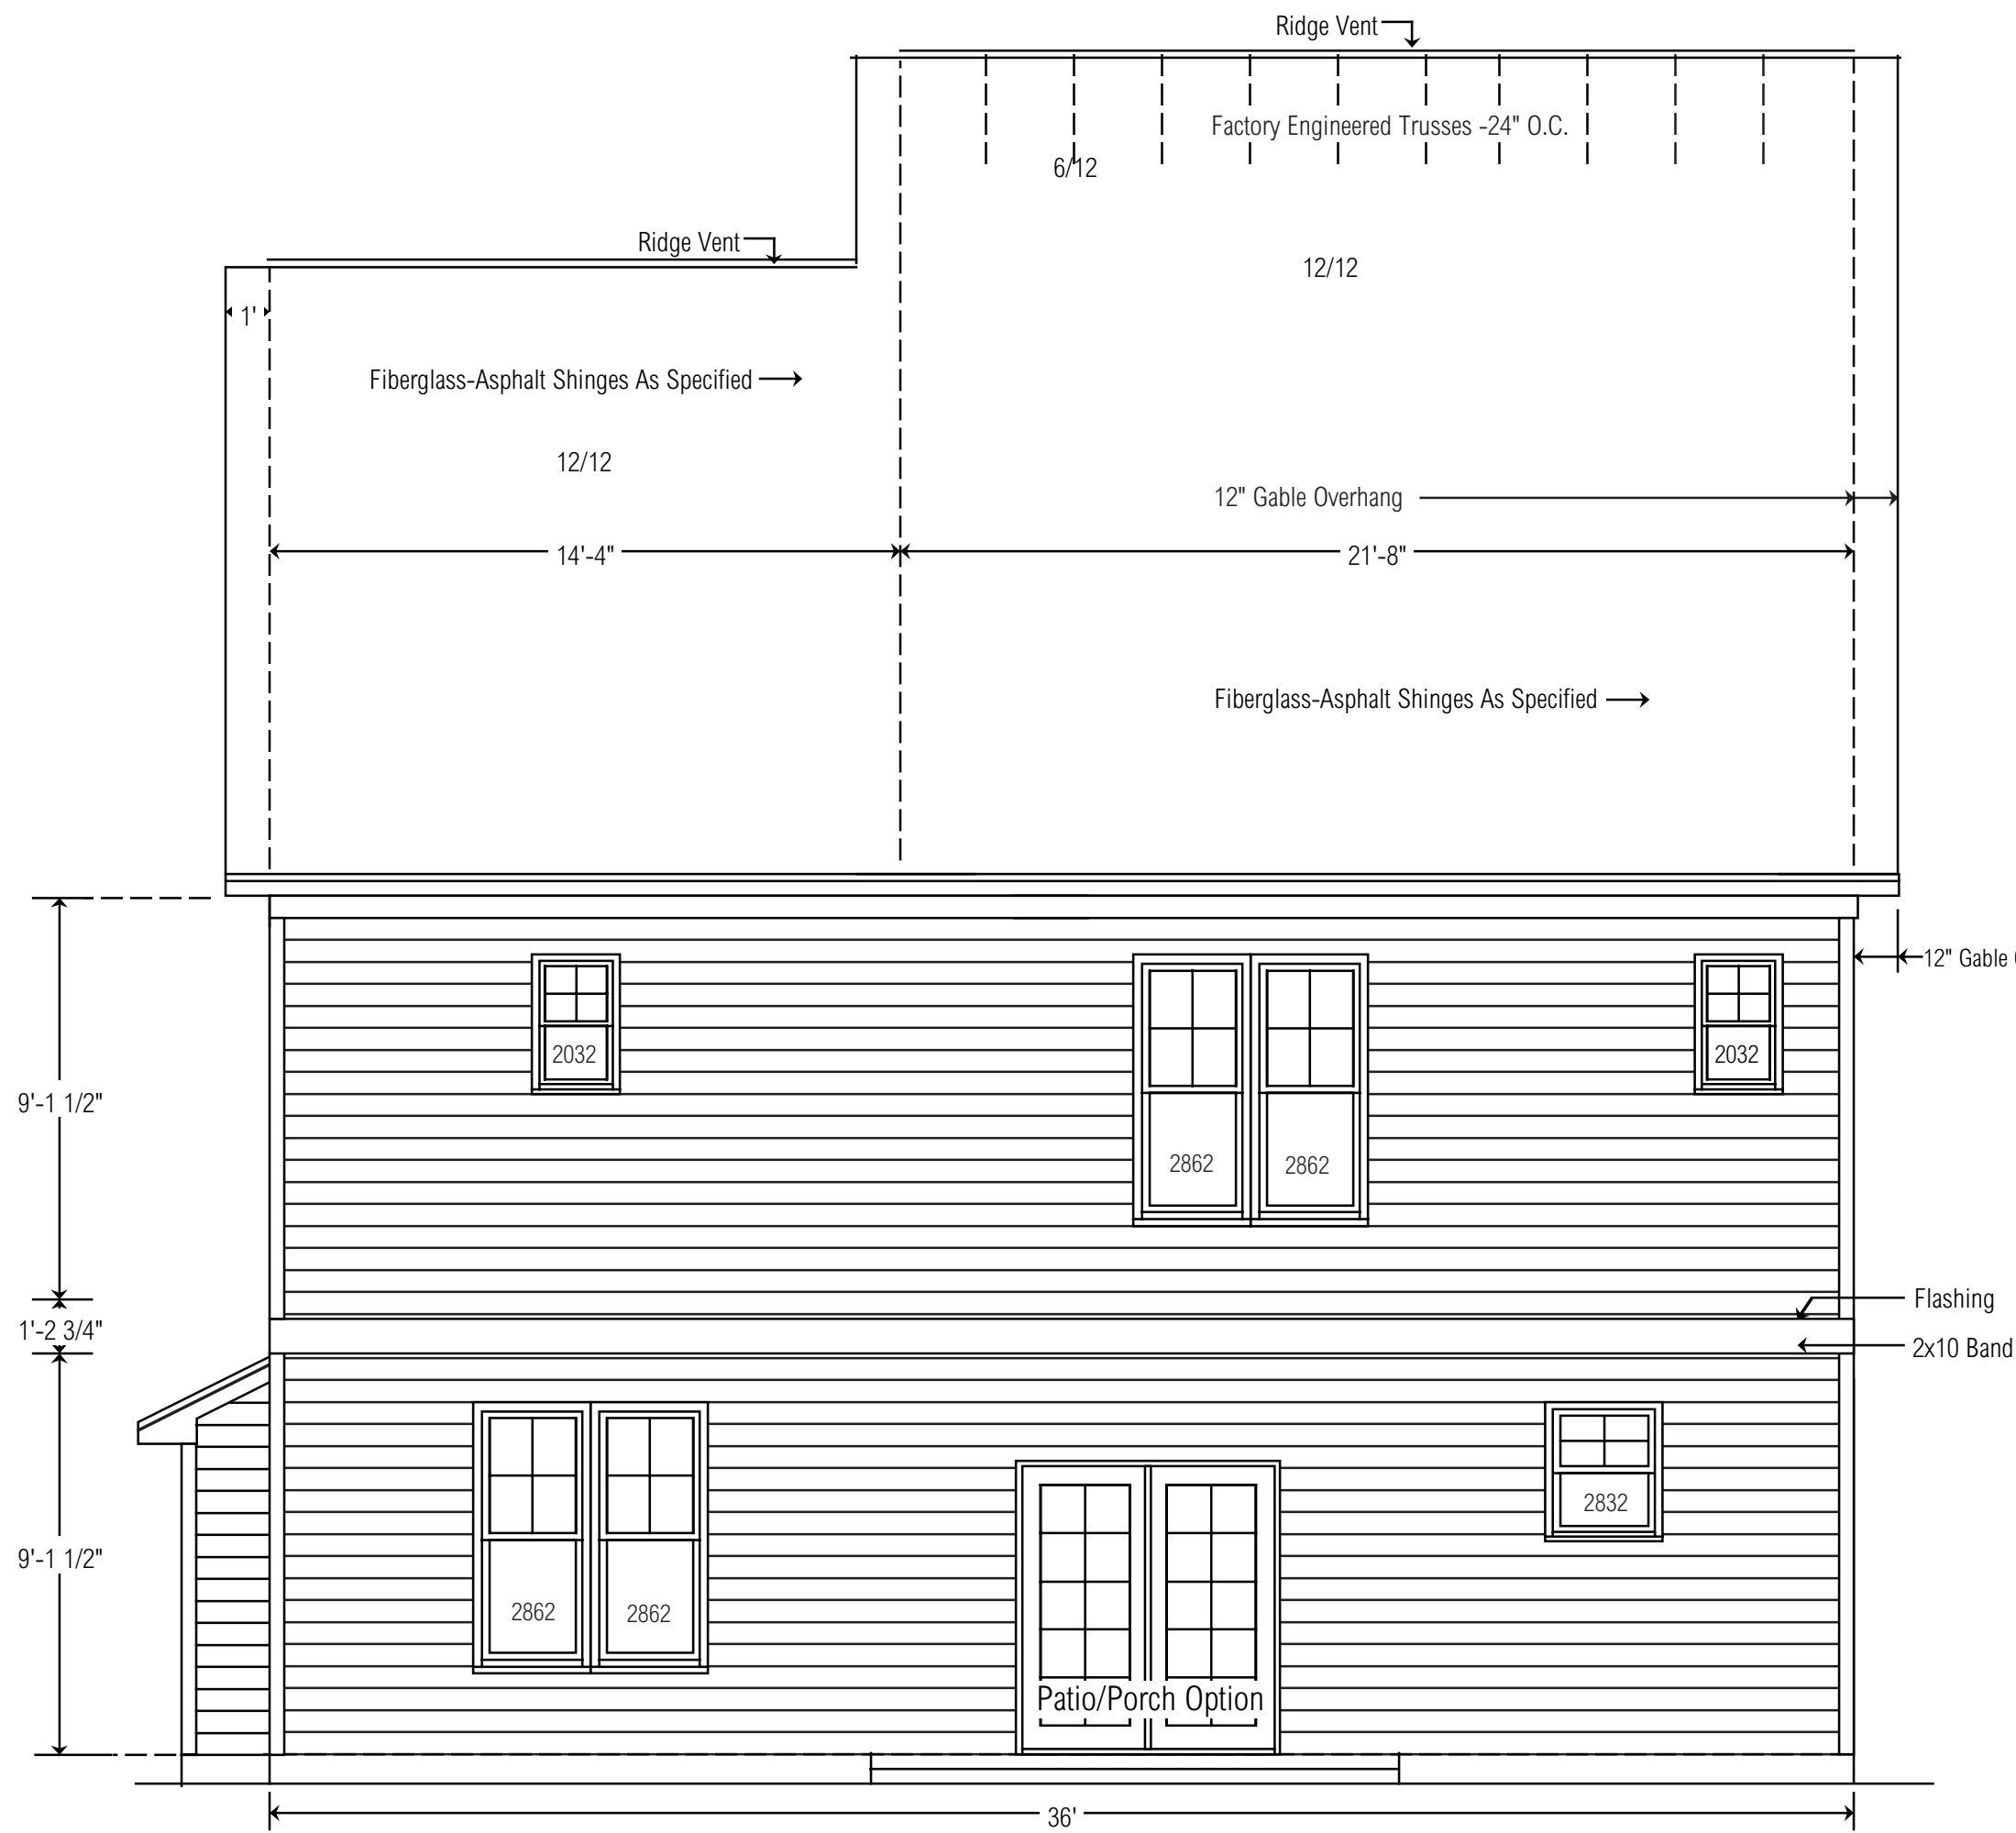 Ridge Vent
Factory Engineered Trusses -24" O.C.
6/12
Ridge Vent
12/12
1'
Fiberglass-Asphalt Shinges As Specified
12/12
12" Gable Overhang
14'-4"
21'-8"
Fiberglass-Asphalt Shinges As Specified
12" Gable
2032
2032
9'-1 1/2"
2862
2862
Flashing
1'-2 3/4"
2x10 Band
2832
9'-1 1/2"
2862
2862
Patio/Porch Option
36'